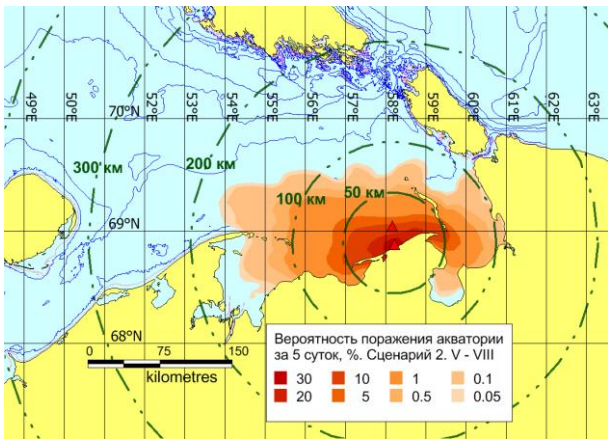 49°E
50°E
52°E
53°E
54°E
55°E
56°E
57°E
58°E
59°E
60°E
61°E
62°E
63°E
70°N
300 км
200 км
100 км
50 км
69°N
68°N
Вероятность поражения акватории
за 5 суток, %. Сценарий 2. V - VIII
30 10 1 0.1
20 5 0.5 0.05
0 75 150
kilometres